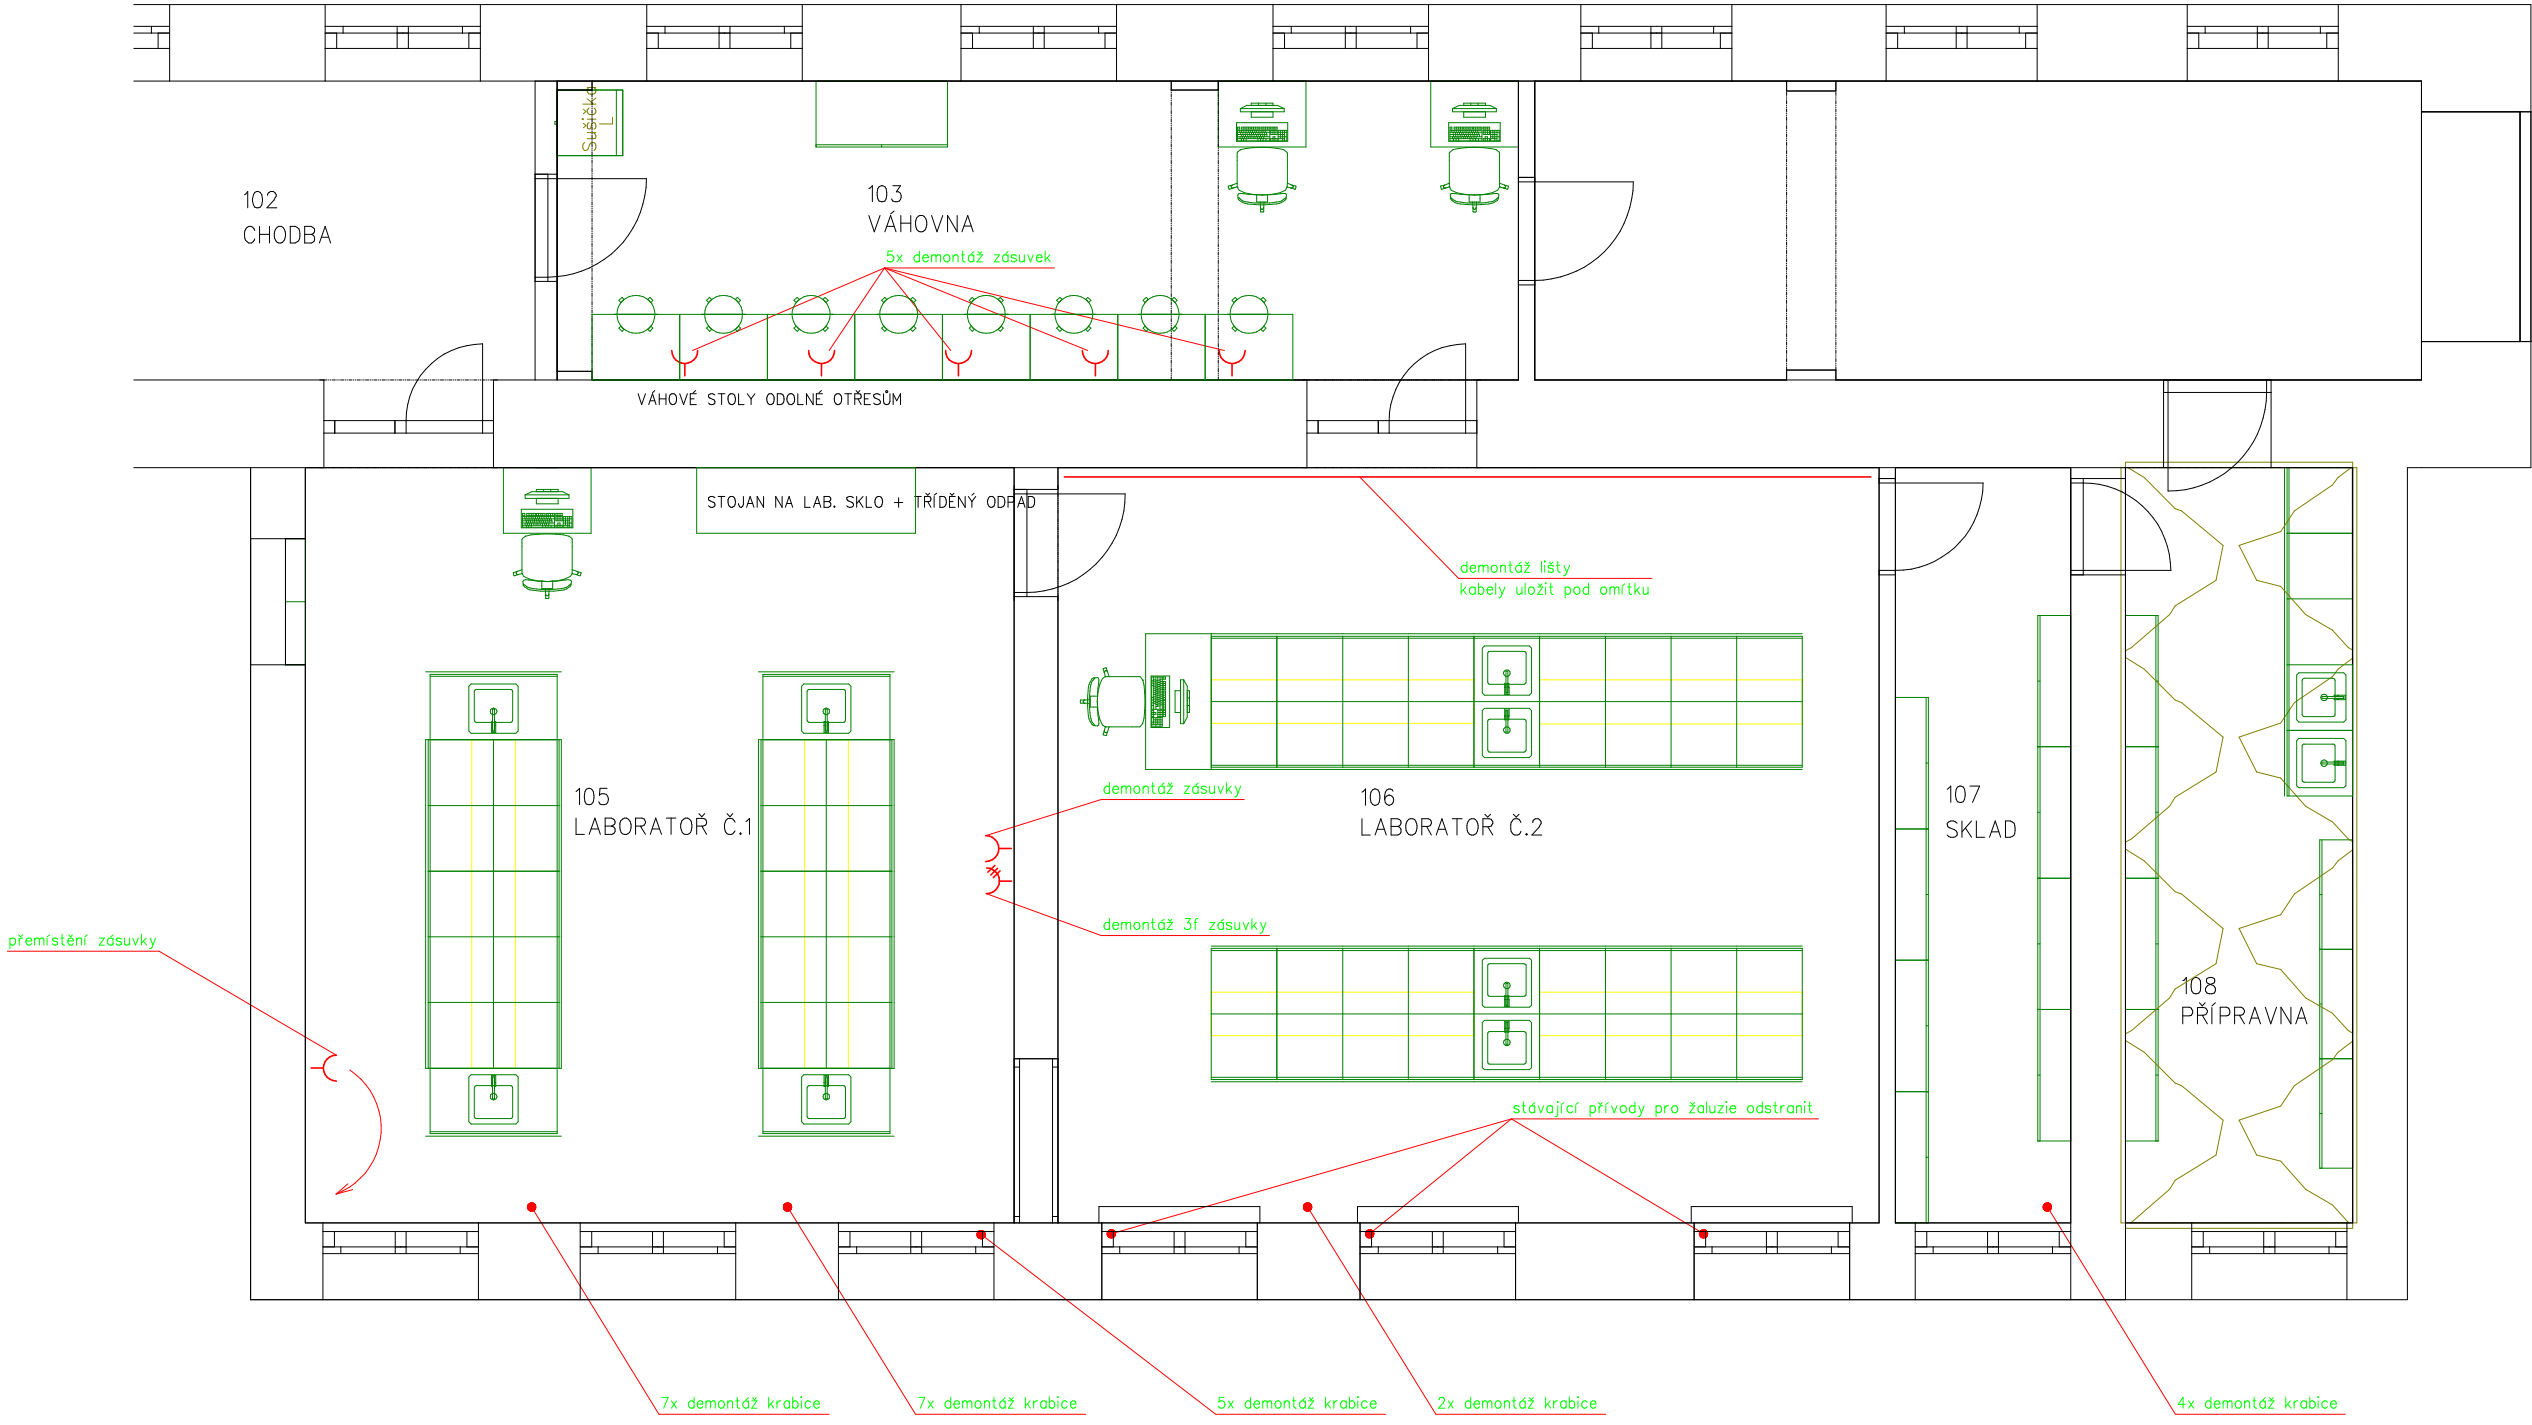 Sušička
L
102
CHODBA
103
VÁHOVNA
5x demontáž zásuvek
VÁHOVÉ STOLY ODOLNÉ OTŘESŮM
STOJAN NA LAB. SKLO + TŘÍDĚNÝ ODPAD
demontáž lišty
kabely uložit pod omítku
demontáž zásuvky
105
LABORATOŘ Č.1
106
LABORATOŘ Č.2
107
SKLAD
demontáž 3f zásuvky
přemístění zásuvky
108
PŘÍPRAVNA
stávající přívody pro žaluzie odstranit
7x demontáž krabice
7x demontáž krabice
5x demontáž krabice
2x demontáž krabice
4x demontáž krabice